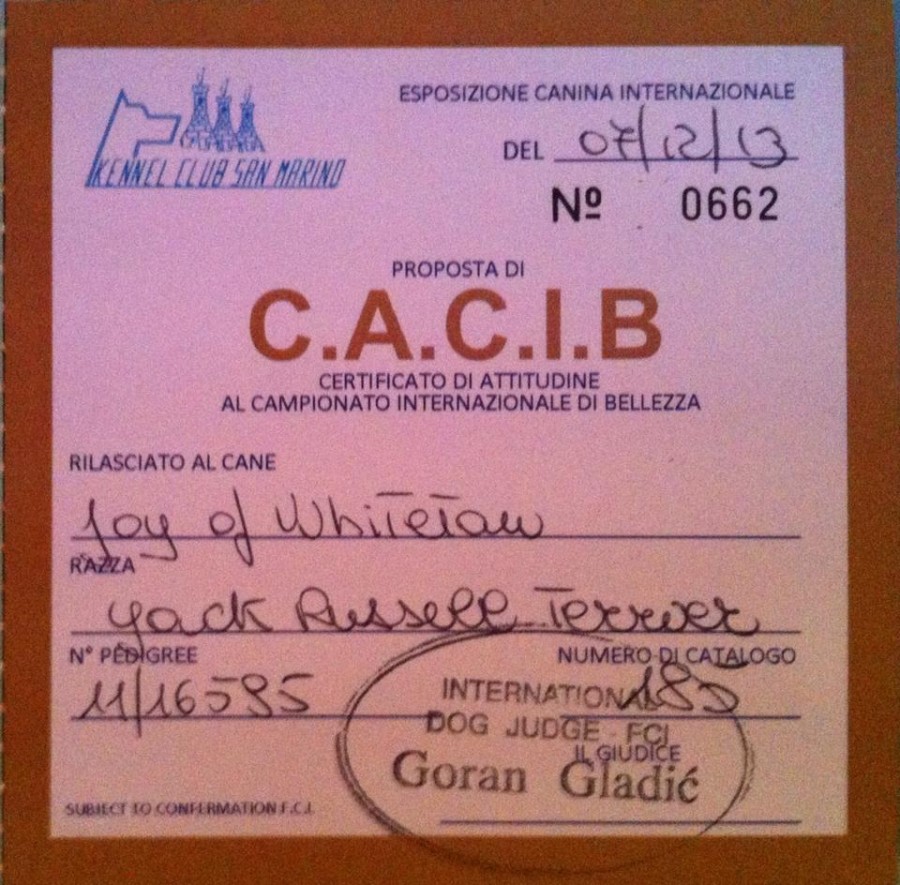 KENNEL CLUB SAN MARINO
ESPOSIZIONE CANINA INTERNAZIONALE
DEL 07/12/13
Nº 0662
PROPOSTA DI
C.A.C.I.B
CERTIFICATO DI ATTITUDINE
AL CAMPIONATO INTERNAZIONALE DI BELLEZZA
RILASCIATO AL CANE
Joy of Whitetaw
RAZZA
Jack Russell Terrier
N° PEDIGREE NUMERO DI CATALOGO
11/16595 185
INTERNATIONAL
DOG JUDGE - FCI
IL GIUDICE
Goran Gladić
SUBJECT TO CONFERMATION F.C.I.